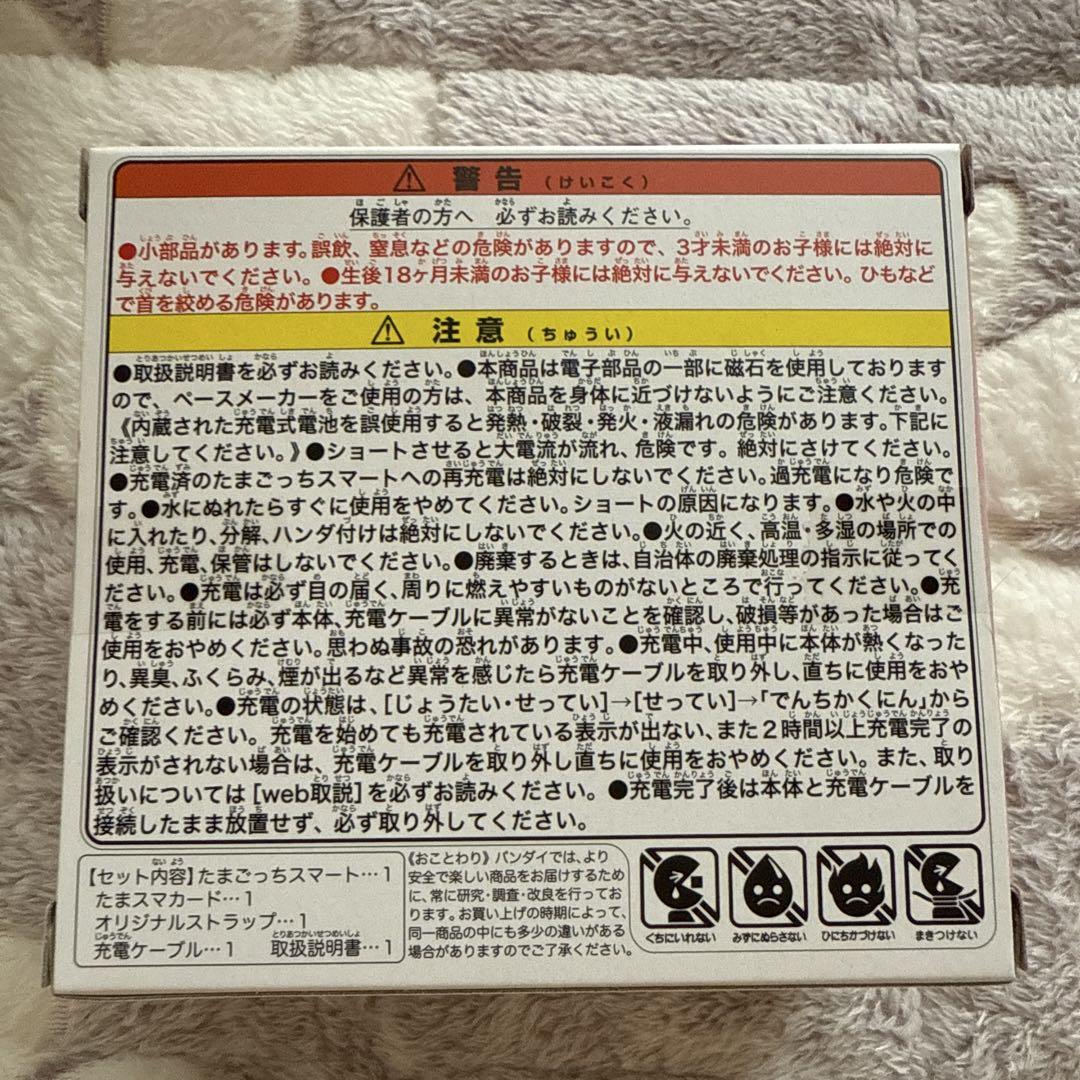 ⚠ 警告（けいこく）
保護者の方へ 必ずお読みください。
●小部品があります。誤飲、窒息などの危険がありますので、3才未満のお子様には絶対に
与えないでください。●生後18ヶ月未満のお子様には絶対に与えないでください。ひもなど
で首を絞める危険があります。
⚠ 注意（ちゅうい）
●取扱説明書を必ずお読みください。●本商品は電子部品の一部に磁石を使用しております
ので、ペースメーカーをご使用の方は、本商品を身体に近づけないようにご注意ください。
《内蔵された充電式電池を誤使用すると発熱・破裂・発火・液漏れの危険があります。下記に
注意してください。》●ショートさせると大電流が流れ、危険です。絶対にさけてください。
●充電済のたまごっちスマートへの再充電は絶対にしないでください。過充電になり危険で
す。●水にぬれたらすぐに使用をやめてください。ショートの原因になります。●水や火の中
に入れたり、分解、ハンダ付けは絶対にしないでください。●火の近く、高温・多湿の場所での
使用、充電、保管はしないでください。●廃棄するときは、自治体の廃棄処理の指示に従ってく
ださい。●充電は必ず目の届く、周りに燃えやすいものがないところで行ってください。●充
電をする前には必ず本体、充電ケーブルに異常がないことを確認し、破損等があった場合はご
使用をおやめください。思わぬ事故の恐れがあります。●充電中、使用中に本体が熱くなった
り、異臭、ふくらみ、煙が出るなど異常を感じたら充電ケーブルを取り外し、直ちに使用をおや
めください。●充電の状態は、［じょうたい・せってい］→［せってい］→「でんちかくにん」から
ご確認ください。充電を始めても充電されている表示が出ない、また2時間以上充電完了の
表示がされない場合は、充電ケーブルを取り外し直ちに使用をおやめください。また、取り
扱いについては［web取説］を必ずお読みください。●充電完了後は本体と充電ケーブルを
接続したまま放置せず、必ず取り外してください。
【セット内容】たまごっちスマート…1
たまスマカード…1
オリジナルストラップ…1
充電ケーブル…1 取扱説明書…1
《おことわり》バンダイでは、より
安全で楽しい商品をお届けするため
に、常に研究・調査・改良を行ってお
ります。お買い上げの時期によって、
同一商品の中にも多少の違いがある
場合がありますのでご了承ください。
くちにいれない みずにぬらさない ひにちかづけない まきつけない